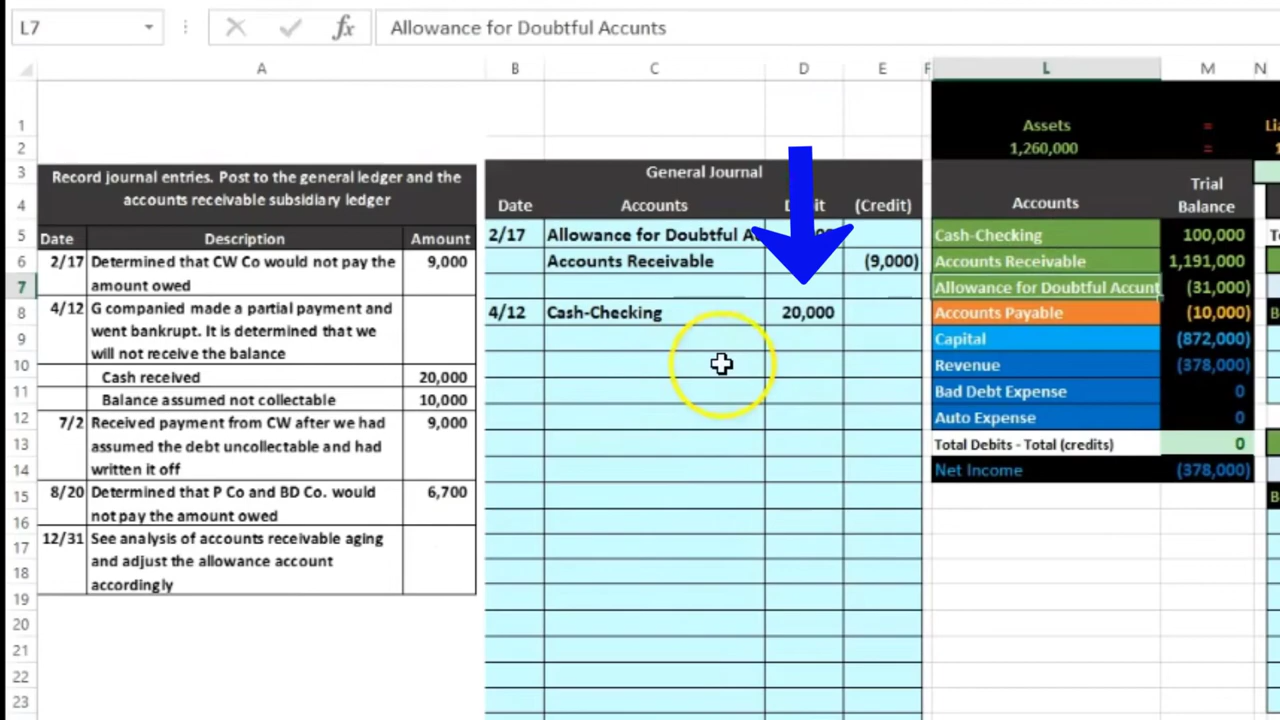 L7 fx Allowance for Doubtful Accunts
A B C D E F L M N
1 Assets =
2 1,260,000 =
3 Record journal entries. Post to the general ledger and the General Journal
4 accounts receivable subsidiary ledger Date Accounts (Credit) Accounts Trial Balance
5 Date Description Amount 2/17 Allowance for Doubtful Cash-Checking 100,000
6 2/17 Determined that CW Co would not pay the 9,000 Accounts Receivable (9,000) Accounts Receivable 1,191,000
7 amount owed Allowance for Doubtful Accunt (31,000)
8 4/12 G companied made a partial payment and 4/12 Cash-Checking 20,000 Accounts Payable (10,000)
9 went bankrupt. It is determined that we Capital (872,000)
will not receive the balance
10 Cash received 20,000 Revenue (378,000)
11 Balance assumed not collectable 10,000 Bad Debt Expense 0
12 7/2 Received payment from CW after we had 9,000 Auto Expense 0
13 assumed the debt uncollectable and had Total Debits - Total (credits) 0
14 written it off Net Income (378,000)
15 8/20 Determined that P Co and BD Co. would 6,700
16 not pay the amount owed
17 12/31 See analysis of accounts receivable aging
18 and adjust the allowance account
accordingly
19
20
21
22
23